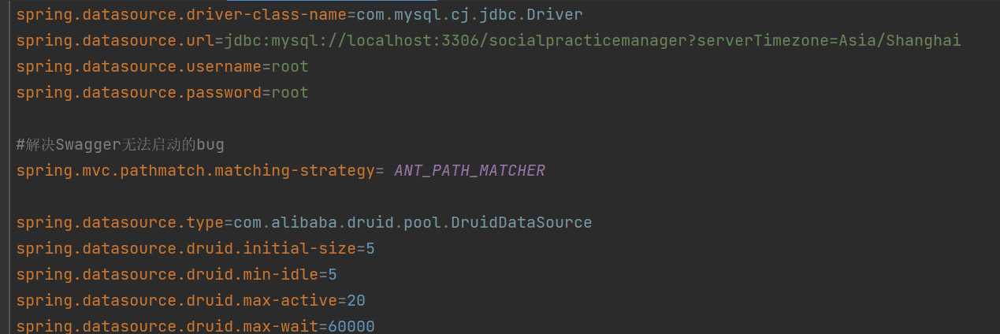 spring.datasource.driver-class-name=com.mysql.cj.jdbc.Driver
spring.datasource.url=jdbc:mysql://localhost:3306/socialpracticemanager?serverTimezone=Asia/Shanghai
spring.datasource.username=root
spring.datasource.password=root
#解决Swagger无法启动的bug
spring.mvc.pathmatch.matching-strategy= ANT_PATH_MATCHER
spring.datasource.type=com.alibaba.druid.pool.DruidDataSource
spring.datasource.druid.initial-size=5
spring.datasource.druid.min-idle=5
spring.datasource.druid.max-active=20
spring.datasource.druid.max-wait=60000